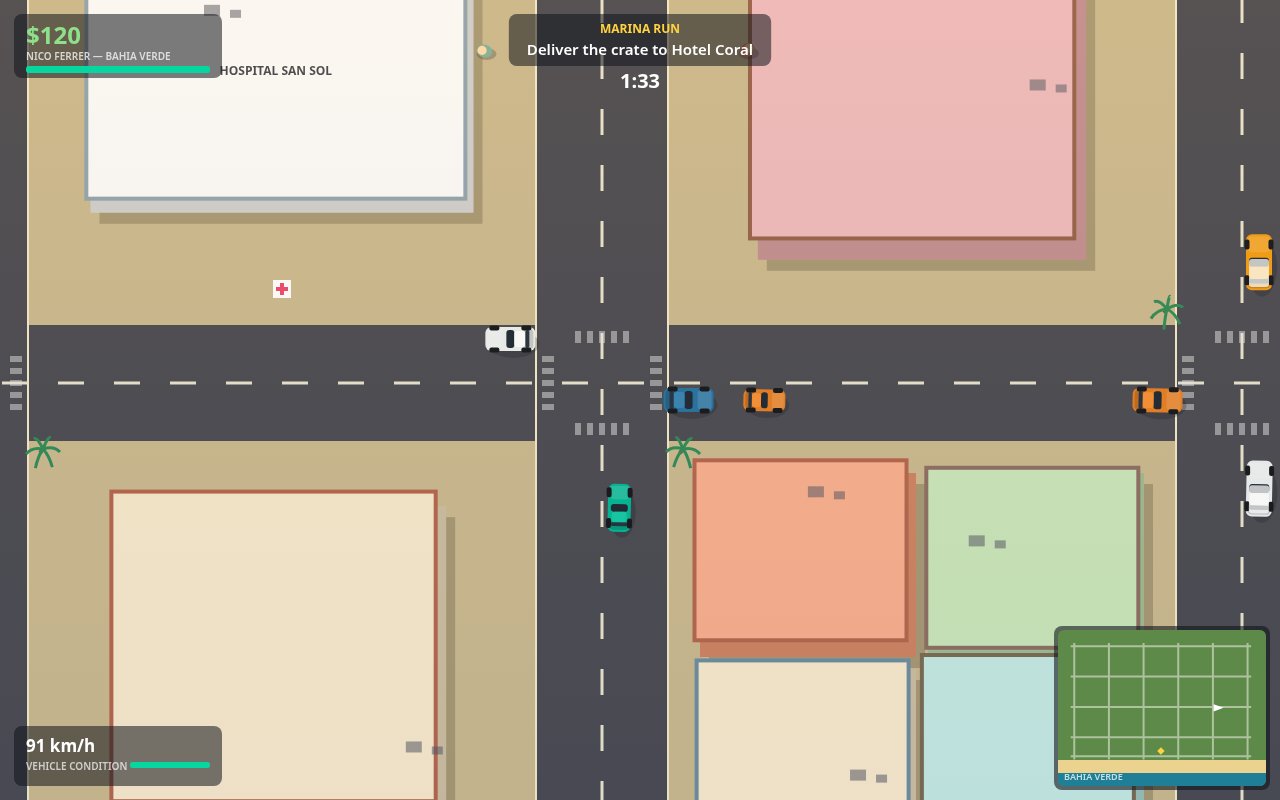 $120
NICO FERRER — BAHIA VERDE
HOSPITAL SAN SOL
MARINA RUN
Deliver the crate to Hotel Coral
1:33
91 km/h
VEHICLE CONDITION
BAHIA VERDE